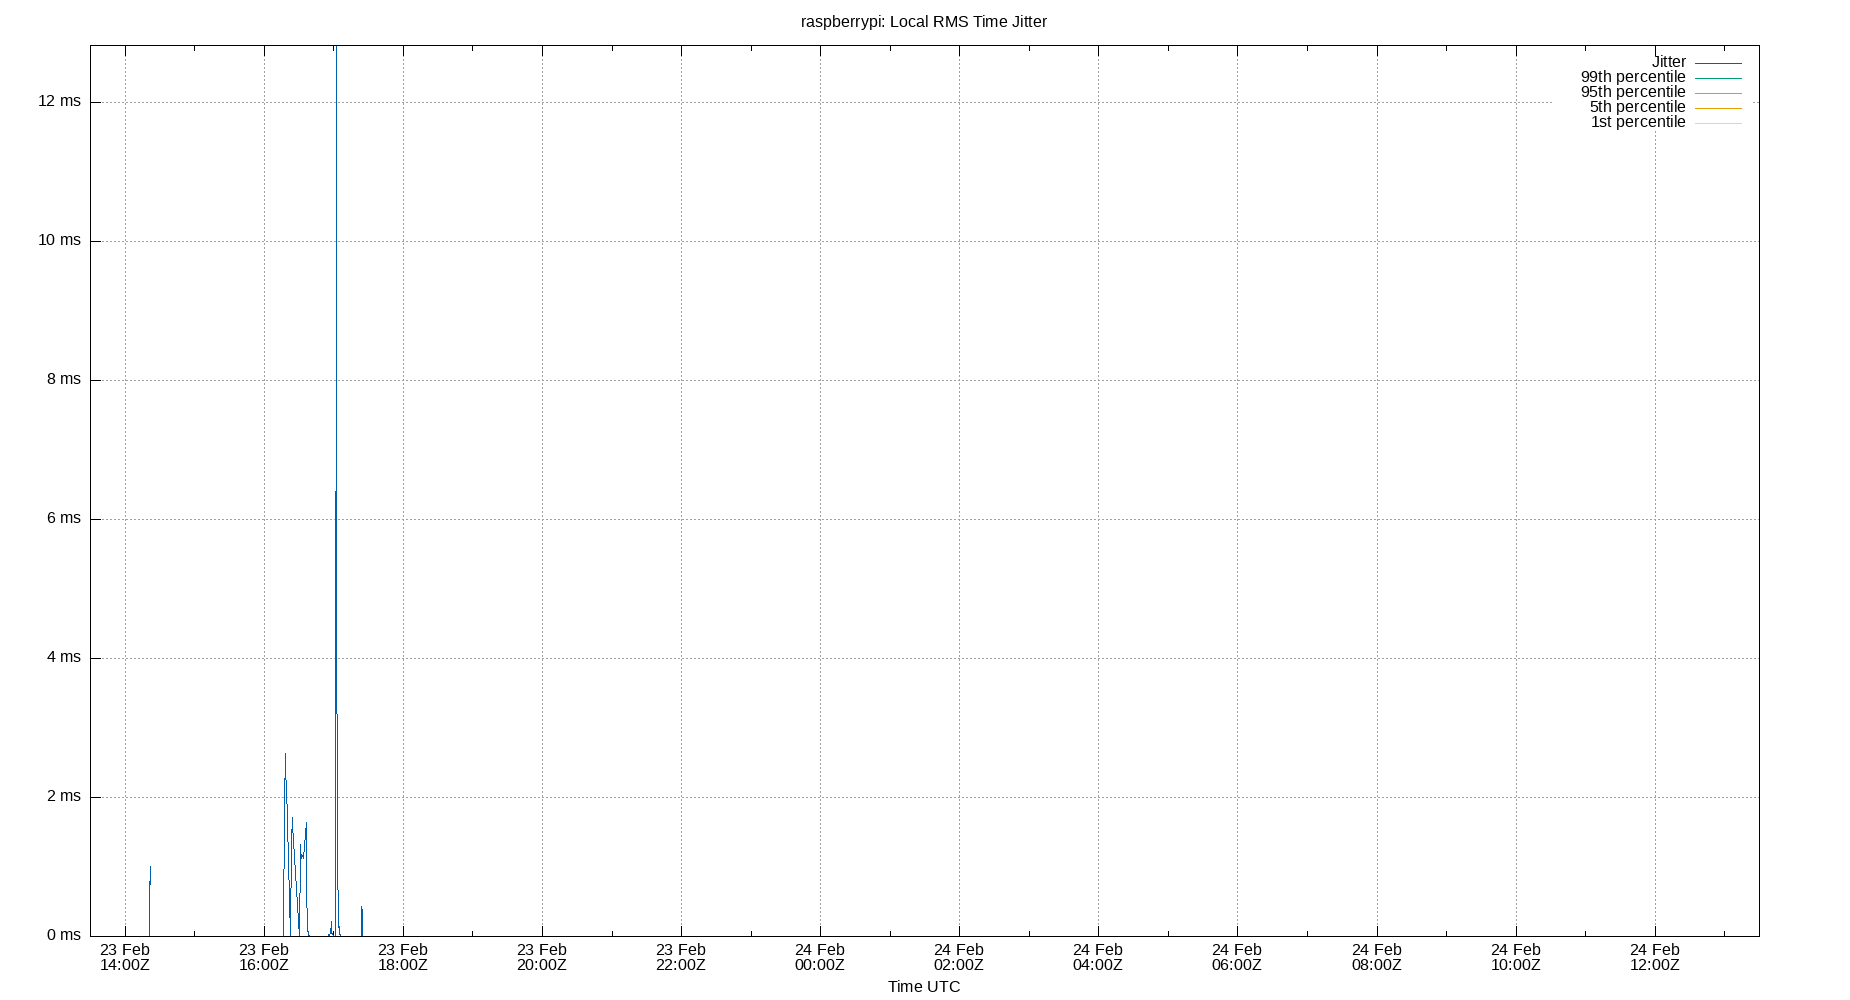 raspberrypi: Local RMS Time Jitter
Jitter
99th percentile
95th percentile
5th percentile
1st percentile
12 ms
10 ms
8 ms
6 ms
4 ms
2 ms
0 ms
23 Feb 23 Feb 23 Feb 23 Feb 23 Feb 24 Feb 24 Feb 24 Feb 24 Feb 24 Feb 24 Feb 24 Feb
14:00Z 16:00Z 18:00Z 20:00Z 22:00Z 00:00Z 02:00Z 04:00Z 06:00Z 08:00Z 10:00Z 12:00Z
Time UTC